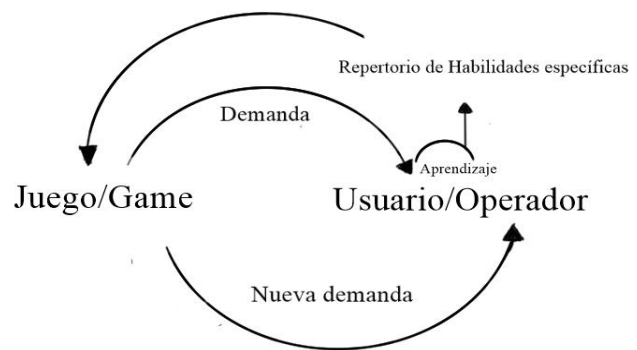 Repertorio de Habilidades específicas
Demanda
Aprendizaje
Juego/Game
Usuario/Operador
Nueva demanda